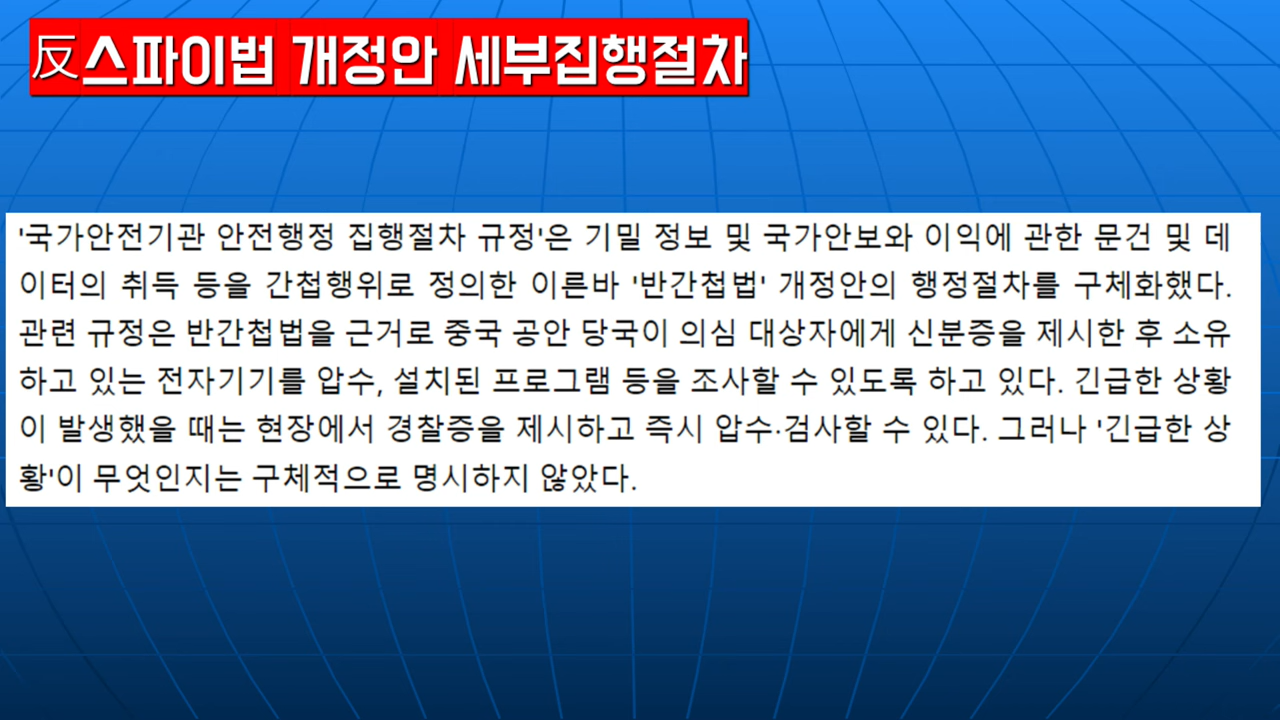 反스파이법 개정안 세부집행절차
'국가안전기관 안전행정 집행절차 규정'은 기밀 정보 및 국가안보와 이익에 관한 문건 및 데
이터의 취득 등을 간첩행위로 정의한 이른바 '반간첩법' 개정안의 행정절차를 구체화했다.
관련 규정은 반간첩법을 근거로 중국 공안 당국이 의심 대상자에게 신분증을 제시한 후 소유
하고 있는 전자기기를 압수, 설치된 프로그램 등을 조사할 수 있도록 하고 있다. 긴급한 상황
이 발생했을 때는 현장에서 경찰증을 제시하고 즉시 압수·검사할 수 있다. 그러나 '긴급한 상
황'이 무엇인지는 구체적으로 명시하지 않았다.